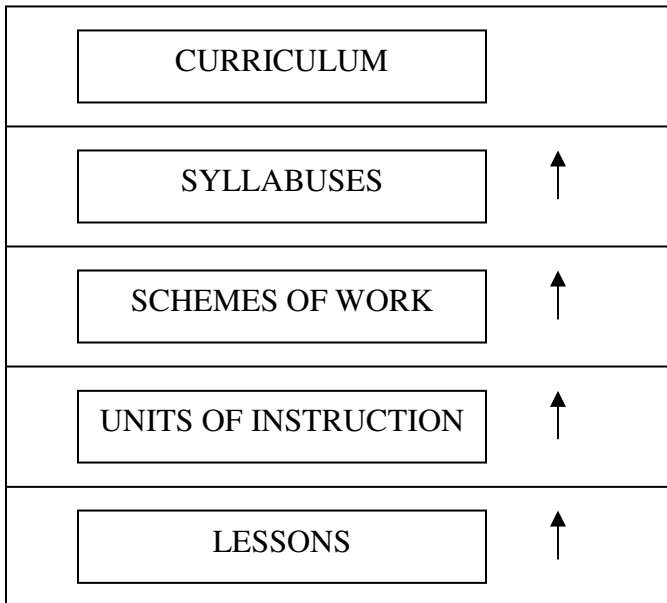 CURRICULUM
SYLLABUSES
SCHEMES OF WORK
UNITS OF INSTRUCTION
LESSONS